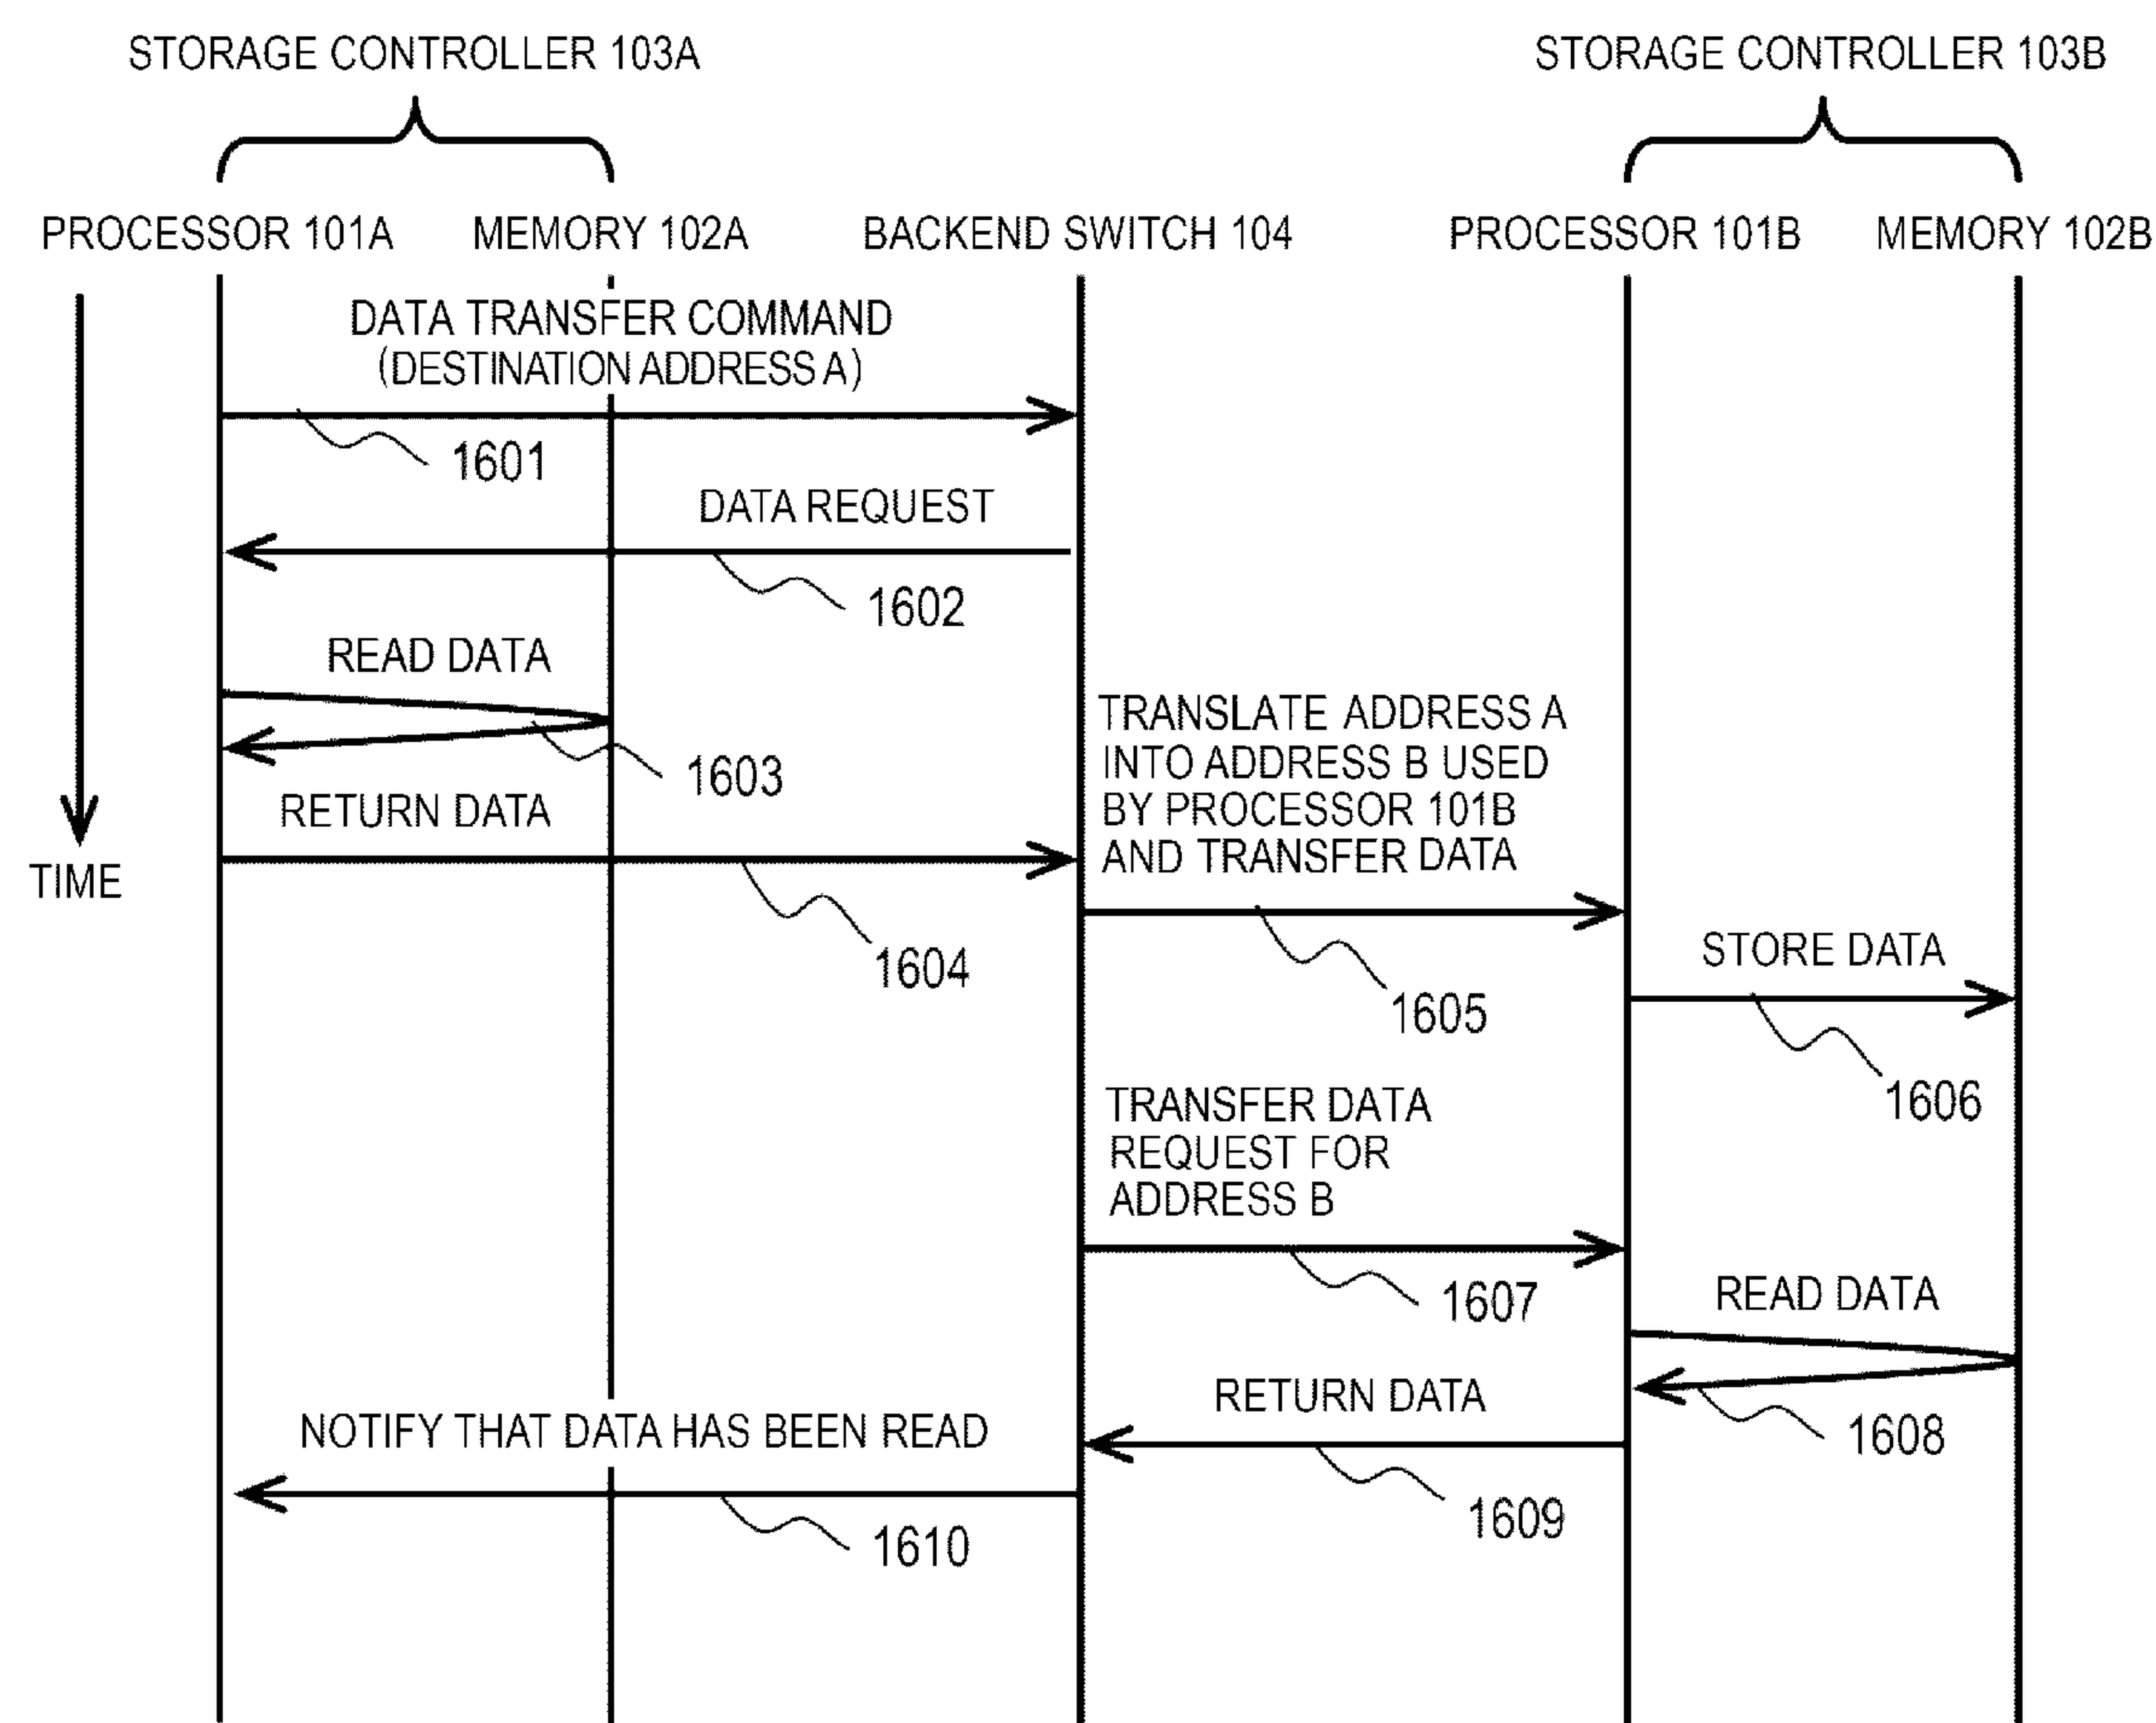 STORAGE CONTROLLER 103A
STORAGE CONTROLLER 103B
PROCESSOR 101A
MEMORY 102A
BACKEND SWITCH 104
PROCESSOR 101B
MEMORY 102B
DATA TRANSFER COMMAND
(DESTINATION ADDRESS A)
1601
DATA REQUEST
1602
READ DATA
1603
TIME
RETURN DATA
1604
TRANSLATE ADDRESS A
INTO ADDRESS B USED
BY PROCESSOR 101B
AND TRANSFER DATA
1605
STORE DATA
1606
TRANSFER DATA
REQUEST FOR
ADDRESS B
1607
READ DATA
1608
RETURN DATA
1609
NOTIFY THAT DATA HAS BEEN READ
1610